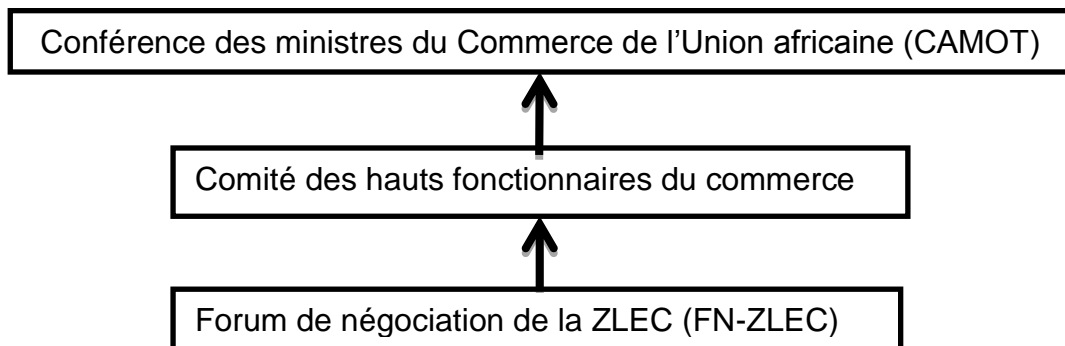 Conférence des ministres du Commerce de l’Union africaine (CAMOT)
Comité des hauts fonctionnaires du commerce
Forum de négociation de la ZLEC (FN-ZLEC)